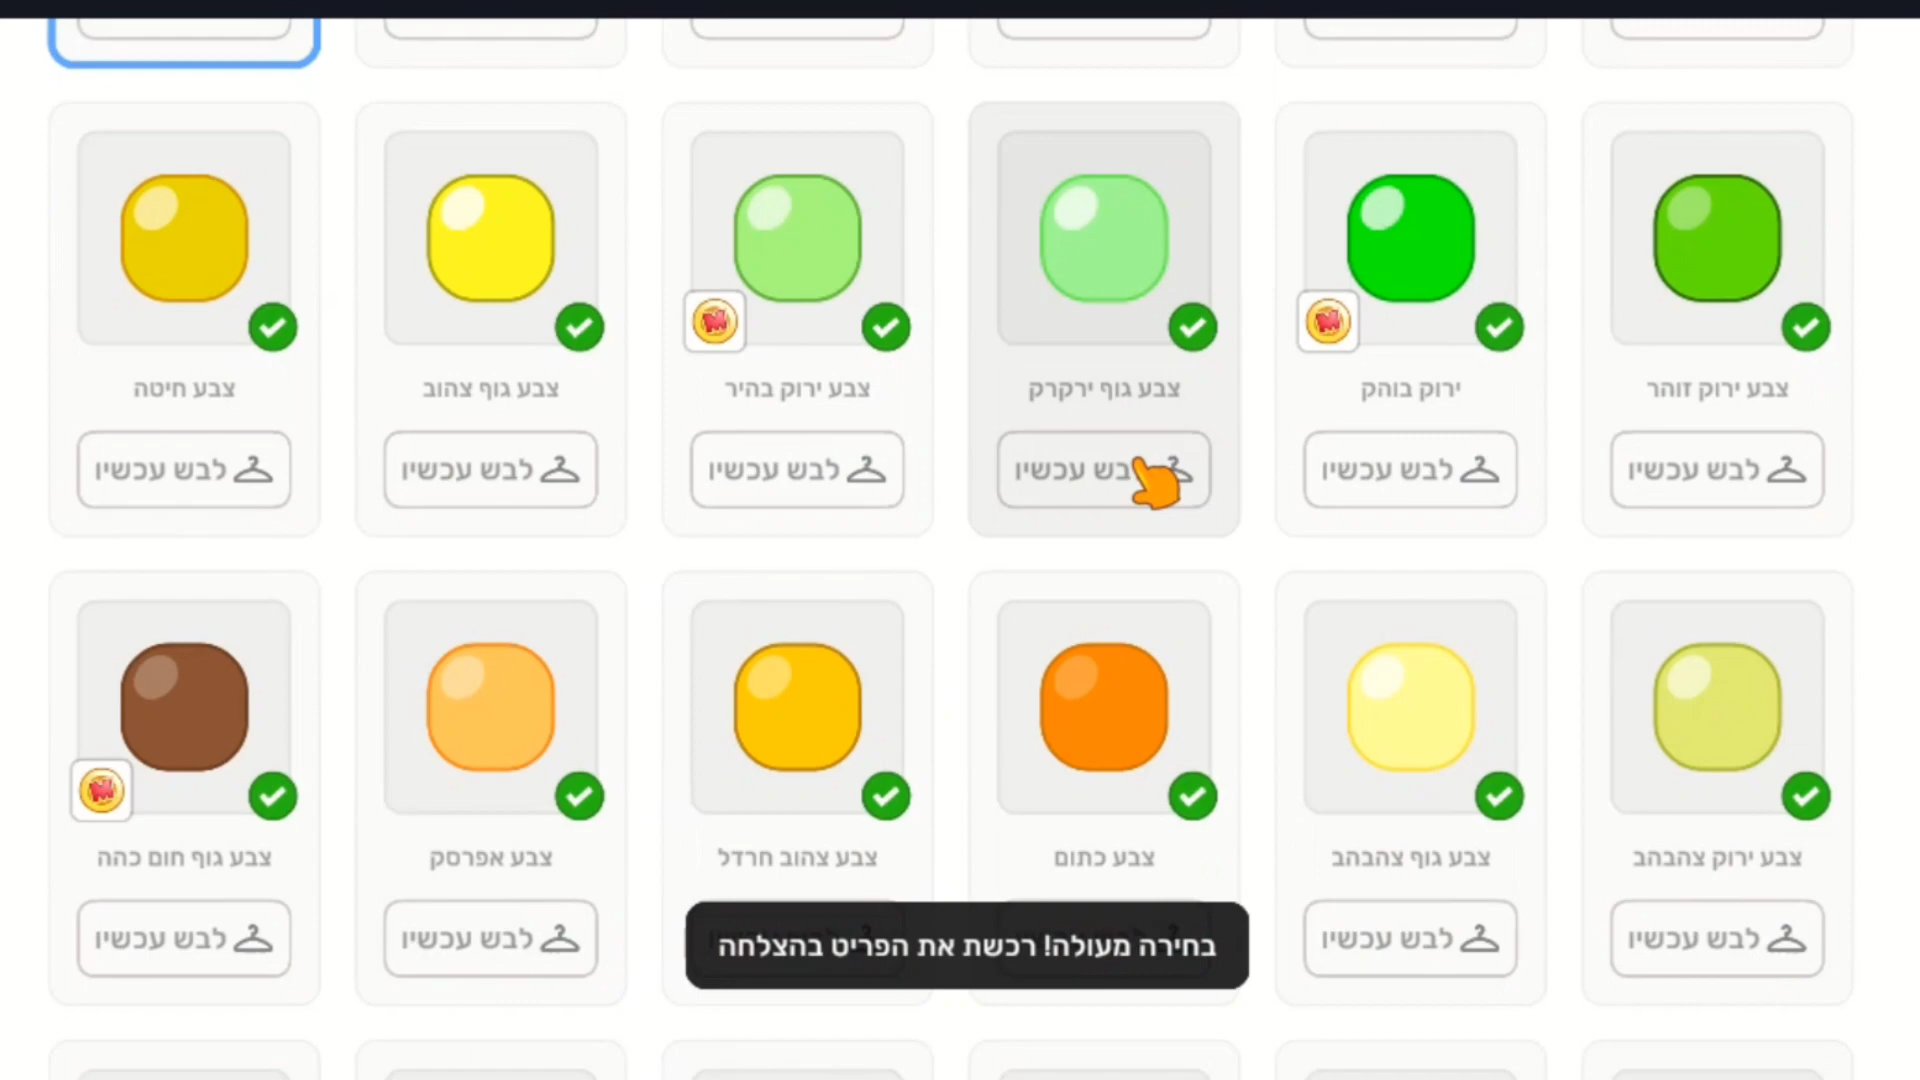 צבע ירוק זוהר
ירוק בוהק
צבע גוף ירקרק
צבע ירוק בהיר
צבע גוף צהוב
צבע חיטה
לבש עכשיו
לבש עכשיו
לבש עכשיו
לבש עכשיו
לבש עכשיו
לבש עכשיו
צבע ירוק צהבהב
צבע גוף צהבהב
צבע כתום
צבע צהוב חרדל
צבע אפרסק
צבע גוף חום כהה
לבש עכשיו
לבש עכשיו
בחירה מעולה! רכשת את הפריט בהצלחה
לבש עכשיו
לבש עכשיו